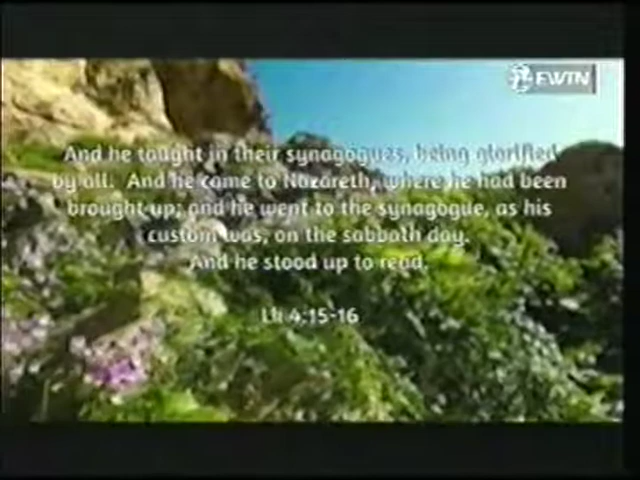 EWTN
And he taught in their synagogues, being glorified
by all. And he came to Nazareth, where he had been
brought up; and he went to the synagogue, as his
custom was, on the sabbath day.
And he stood up to read.
Lk 4:15-16